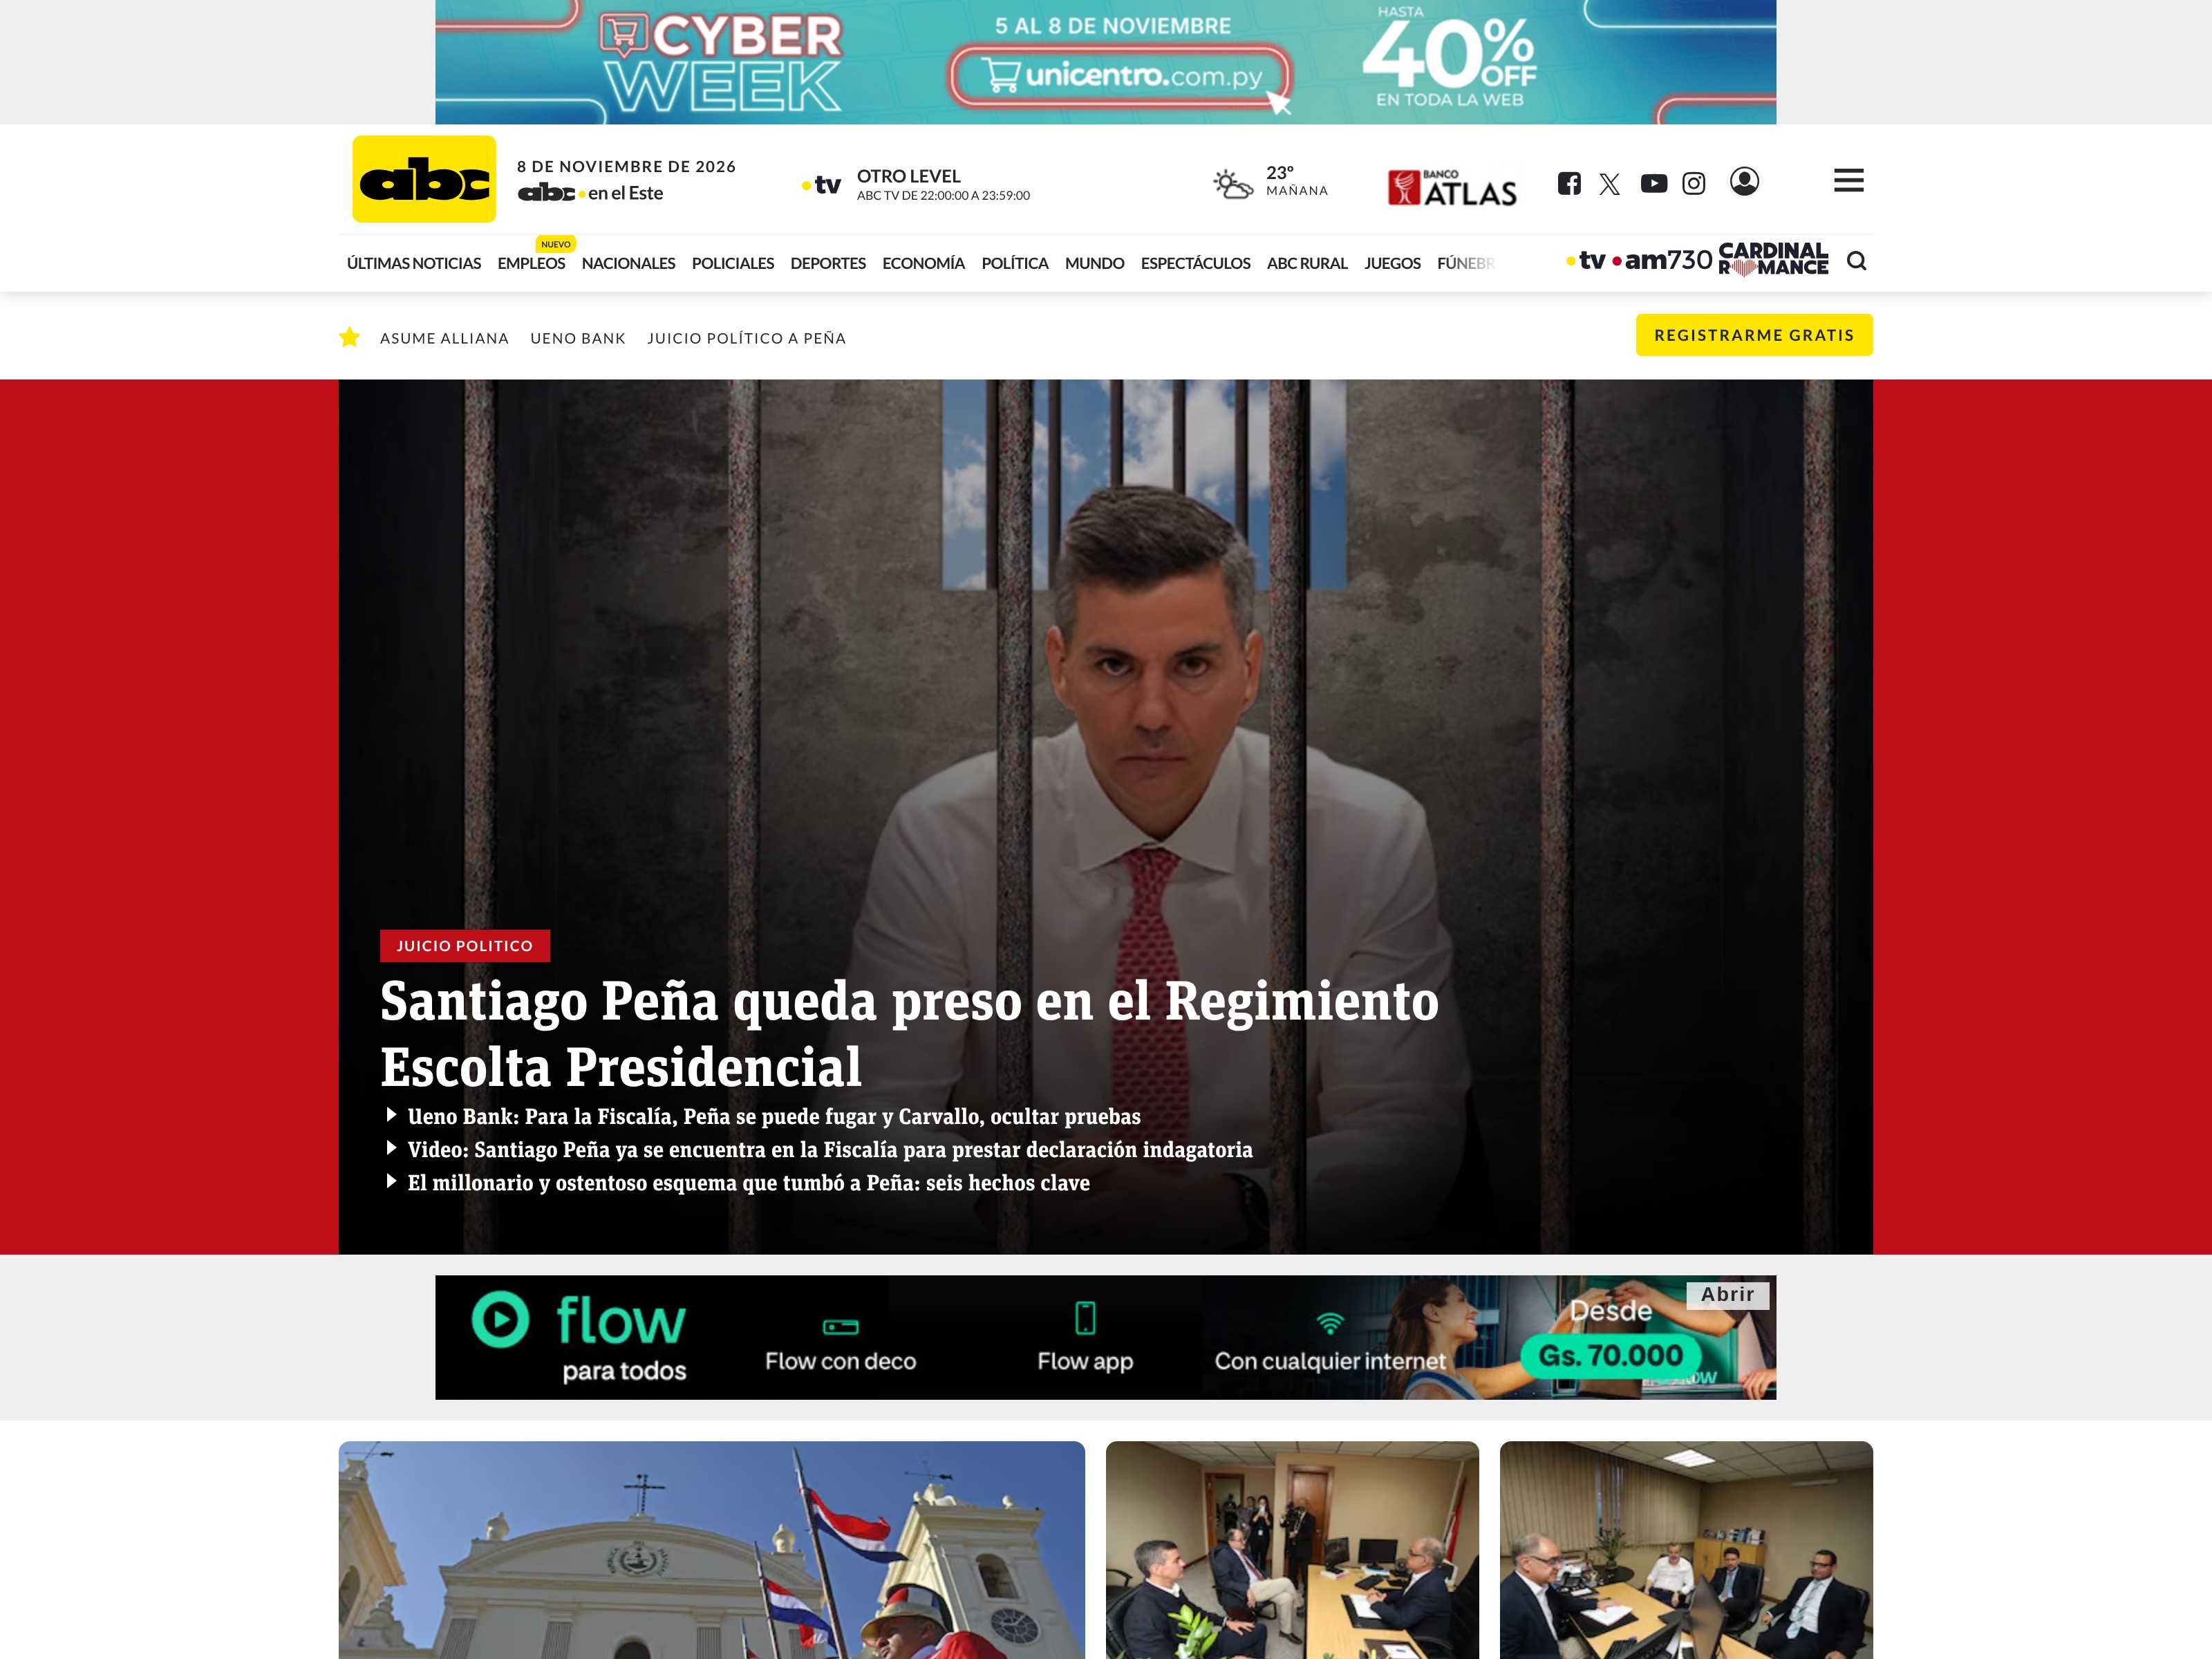 CYBER
WEEK
5 AL 8 DE NOVIEMBRE
unicentro.com.py
HASTA
40%
OFF
EN TODA LA WEB
abc
8 DE NOVIEMBRE DE 2026
abc en el Este
tv
OTRO LEVEL
ABC TV DE 22:00:00 A 23:59:00
23º
MAÑANA
BANCO
ATLAS
NUEVO
ÚLTIMAS NOTICIAS EMPLEOS NACIONALES POLICIALES DEPORTES ECONOMÍA POLÍTICA MUNDO ESPECTÁCULOS ABC RURAL JUEGOS FÚNEBR
tv am730 CARDINAL
ROMANCE
ASUME ALLIANA UENO BANK JUICIO POLÍTICO A PEÑA
REGISTRARME GRATIS
JUICIO POLITICO
Santiago Peña queda preso en el Regimiento
Escolta Presidencial
Ueno Bank: Para la Fiscalía, Peña se puede fugar y Carvallo, ocultar pruebas
Video: Santiago Peña ya se encuentra en la Fiscalía para prestar declaración indagatoria
El millonario y ostentoso esquema que tumbó a Peña: seis hechos clave
flow
para todos
Flow con deco
Flow app
Con cualquier internet
Desde
Gs. 70.000
Abrir